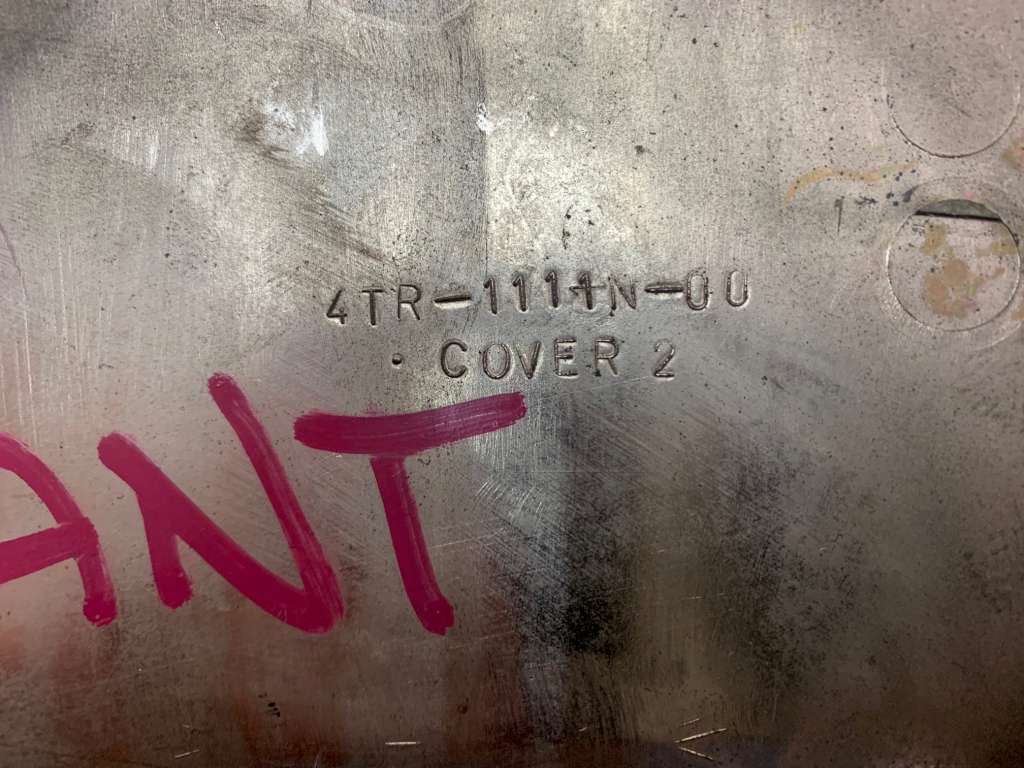 4TR-1111N-00
· COVER 2
ANT